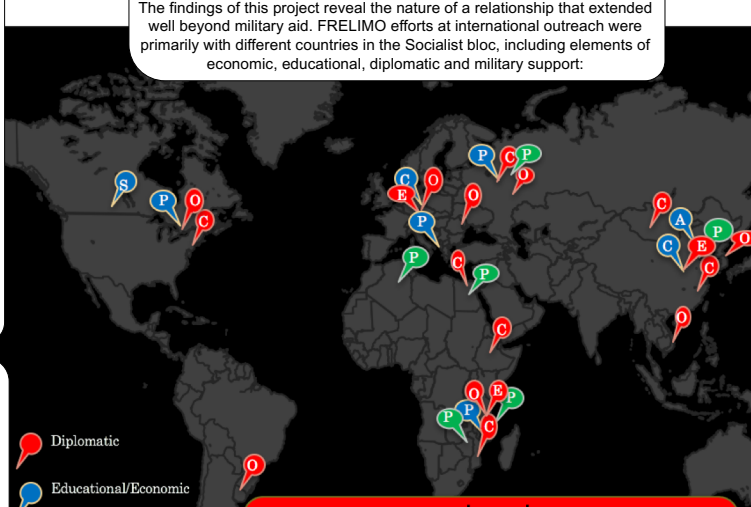 The findings of this project reveal the nature of a relationship that extended
well beyond military aid. FRELIMO efforts at international outreach were
primarily with different countries in the Socialist bloc, including elements of
economic, educational, diplomatic and military support:
P
C
P
O
S
C
O
E
O
P
O
C
P
C
A
P
O
C
E
C
P
C
P
O
C
O
E
P
P
P
C
O
Diplomatic
Educational/Economic